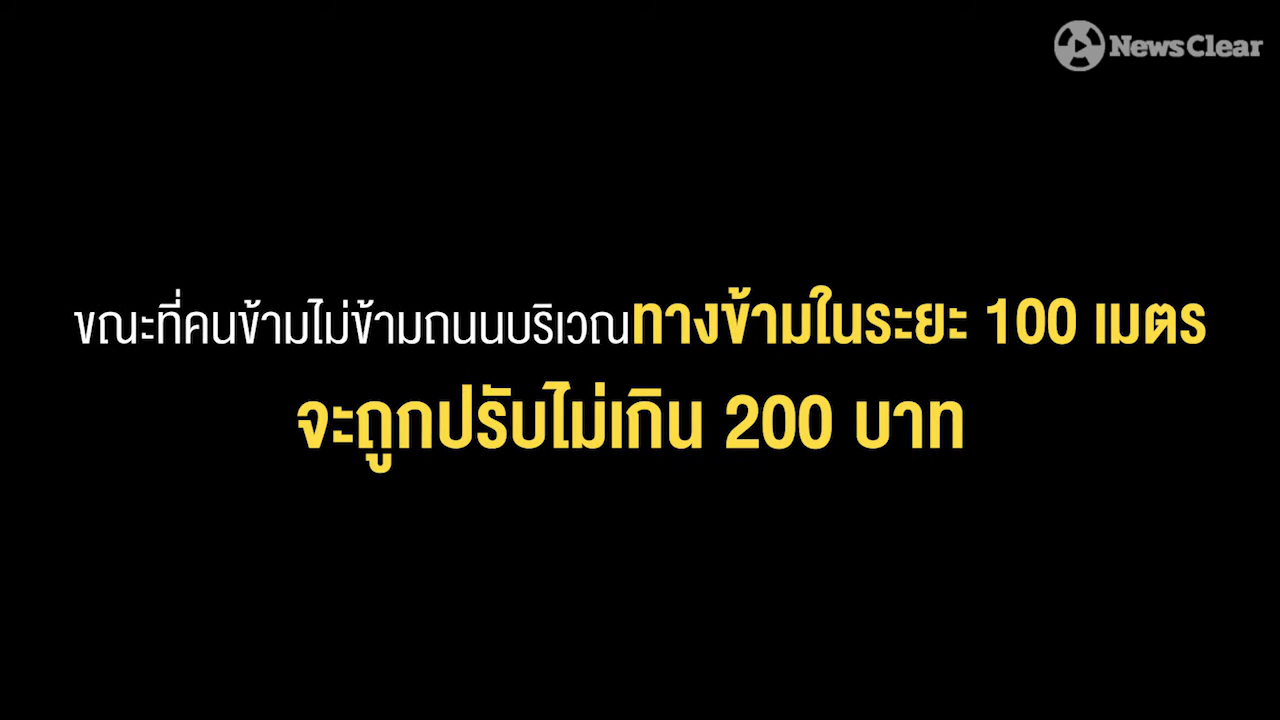 NewsClear
ขณะที่คนข้ามไม่ข้ามถนนบริเวณทางข้ามในระยะ 100 เมตร
จะถูกปรับไม่เกิน 200 บาท